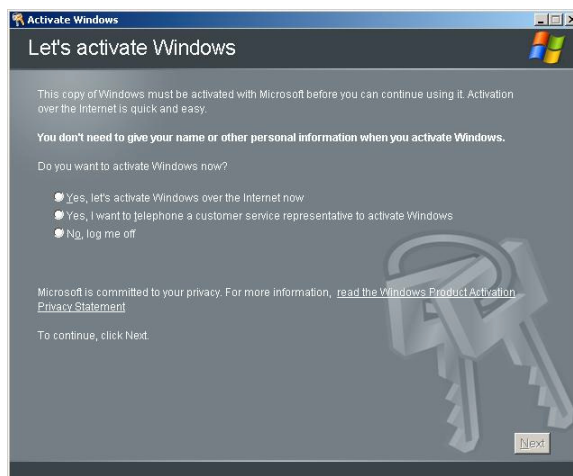 Activate Windows
Let's activate Windows
This copy of Windows must be activated with Microsoft before you can continue using it. Activation
over the Internet is quick and easy.
You don't need to give your name or other personal information when you activate Windows.
Do you want to activate Windows now?
Yes, let's activate Windows over the Internet now
Yes, I want to telephone a customer service representative to activate Windows
No, log me off
Microsoft is committed to your privacy. For more information, read the Windows Product Activation
Privacy Statement
To continue, click Next.
Next